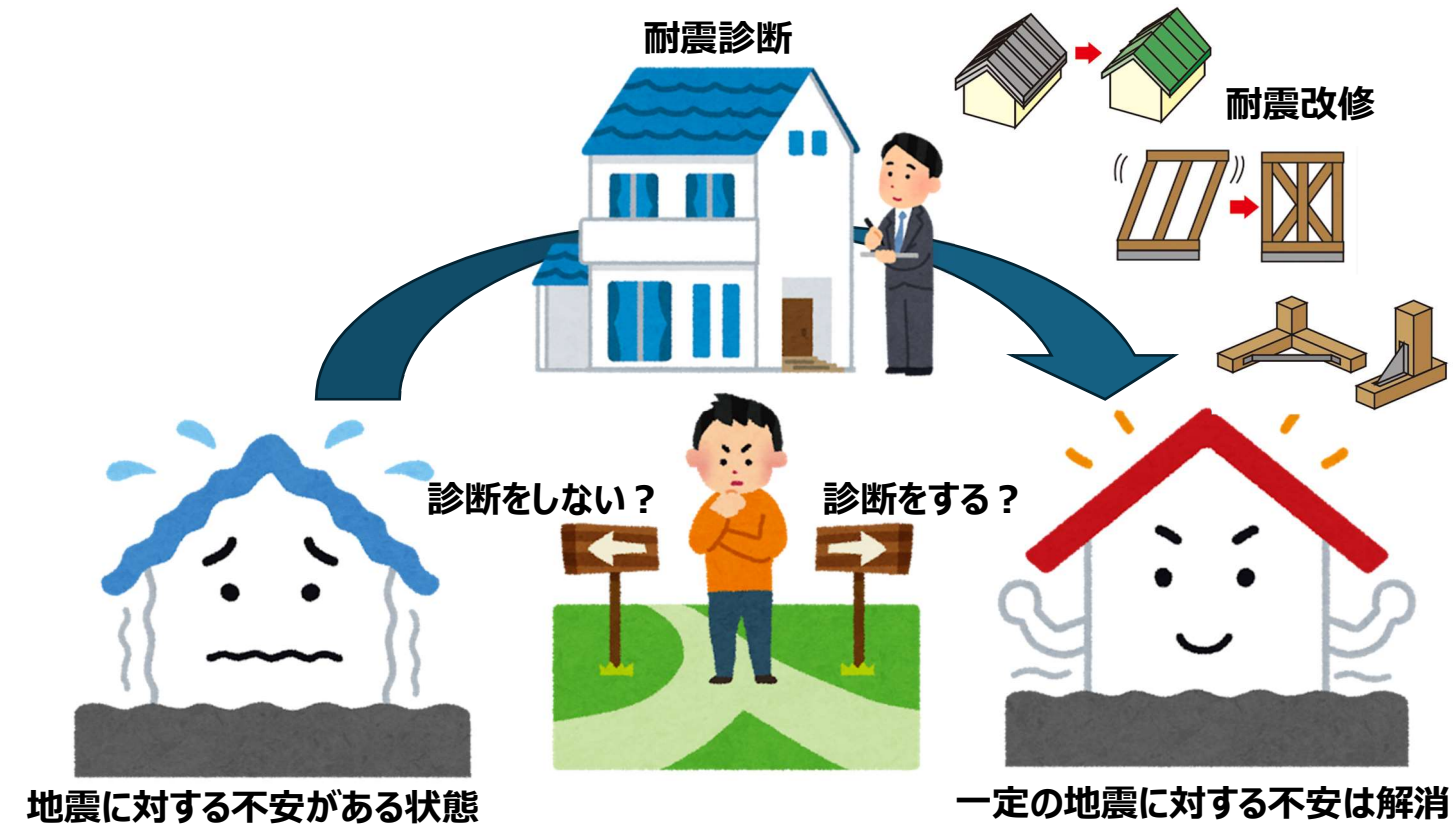 耐震診断
耐震改修
診断をしない？
診断をする？
地震に対する不安がある状態
一定の地震に対する不安は解消